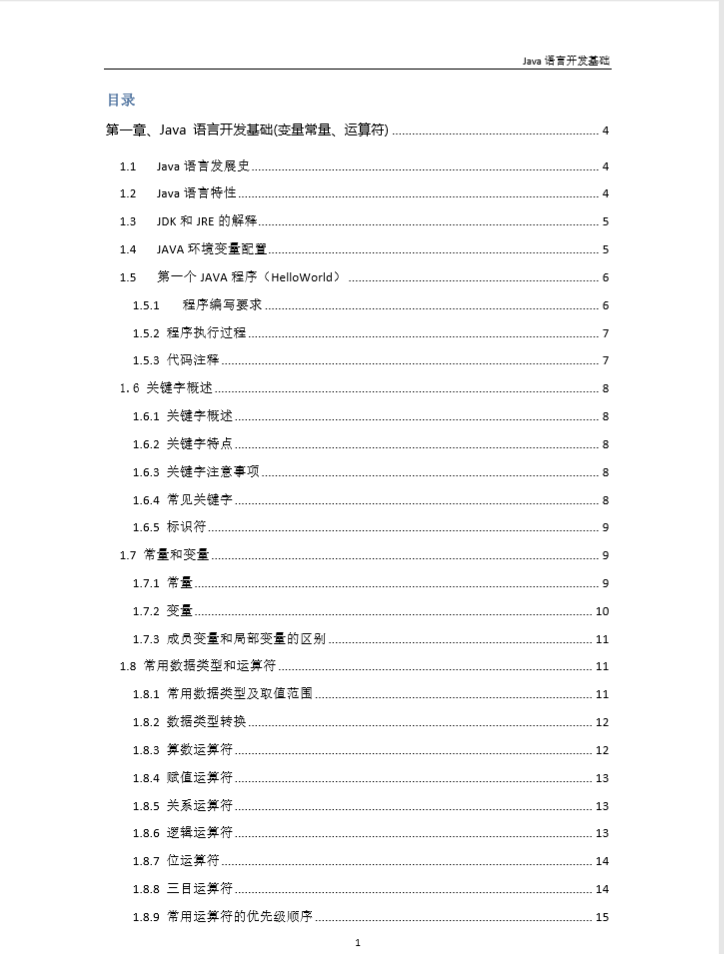 Java 语言开发基础
目录
第一章、Java 语言开发基础(变量常量、运算符) ........ 4
1.1 Java 语言发展史 ........ 4
1.2 Java 语言特性 ........ 4
1.3 JDK 和 JRE 的解释 ........ 5
1.4 JAVA 环境变量配置 ........ 5
1.5 第一个 JAVA 程序（HelloWorld） ........ 6
1.5.1 程序编写要求 ........ 6
1.5.2 程序执行过程 ........ 7
1.5.3 代码注释 ........ 7
1.6 关键字概述 ........ 8
1.6.1 关键字概述 ........ 8
1.6.2 关键字特点 ........ 8
1.6.3 关键字注意事项 ........ 8
1.6.4 常见关键字 ........ 8
1.6.5 标识符 ........ 9
1.7 常量和变量 ........ 9
1.7.1 常量 ........ 9
1.7.2 变量 ........ 10
1.7.3 成员变量和局部变量的区别 ........ 11
1.8 常用数据类型和运算符 ........ 11
1.8.1 常用数据类型及取值范围 ........ 11
1.8.2 数据类型转换 ........ 12
1.8.3 算数运算符 ........ 12
1.8.4 赋值运算符 ........ 13
1.8.5 关系运算符 ........ 13
1.8.6 逻辑运算符 ........ 13
1.8.7 位运算符 ........ 14
1.8.8 三目运算符 ........ 14
1.8.9 常用运算符的优先级顺序 ........ 15
1